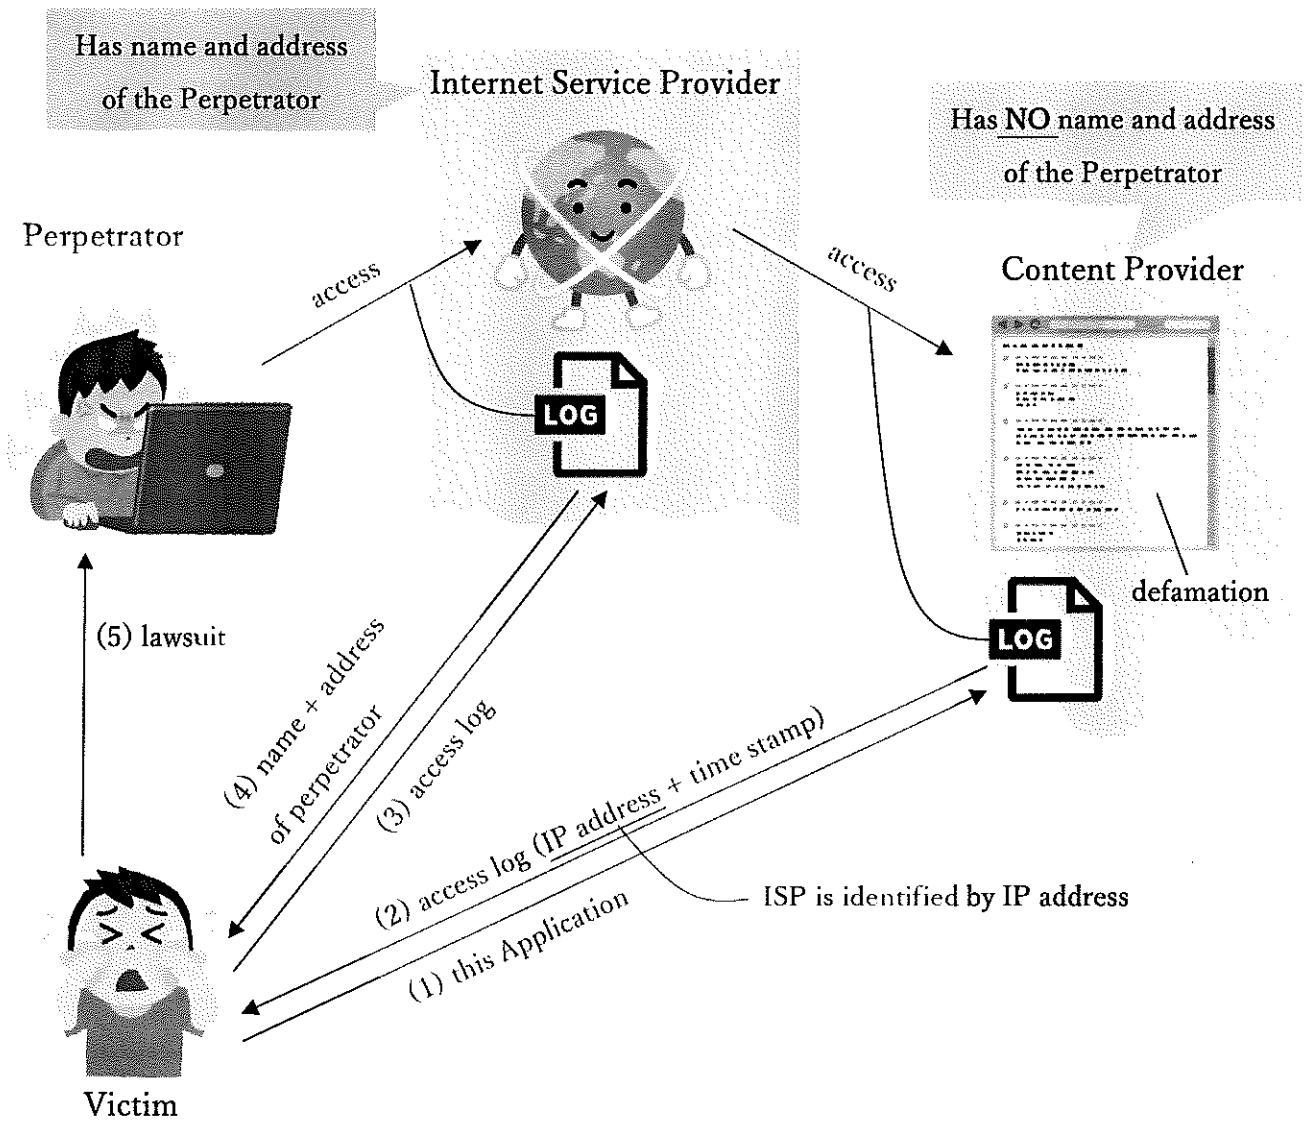 Has name and address
of the Perpetrator
Internet Service Provider
Has NO name and address
of the Perpetrator
Perpetrator
access
access
Content Provider
LOG
defamation
LOG
(5) lawsuit
(4) name + address
of perpetrator
(3) access log
(2) access log (IP address + time stamp)
(1) this Application
ISP is identified by IP address
Victim